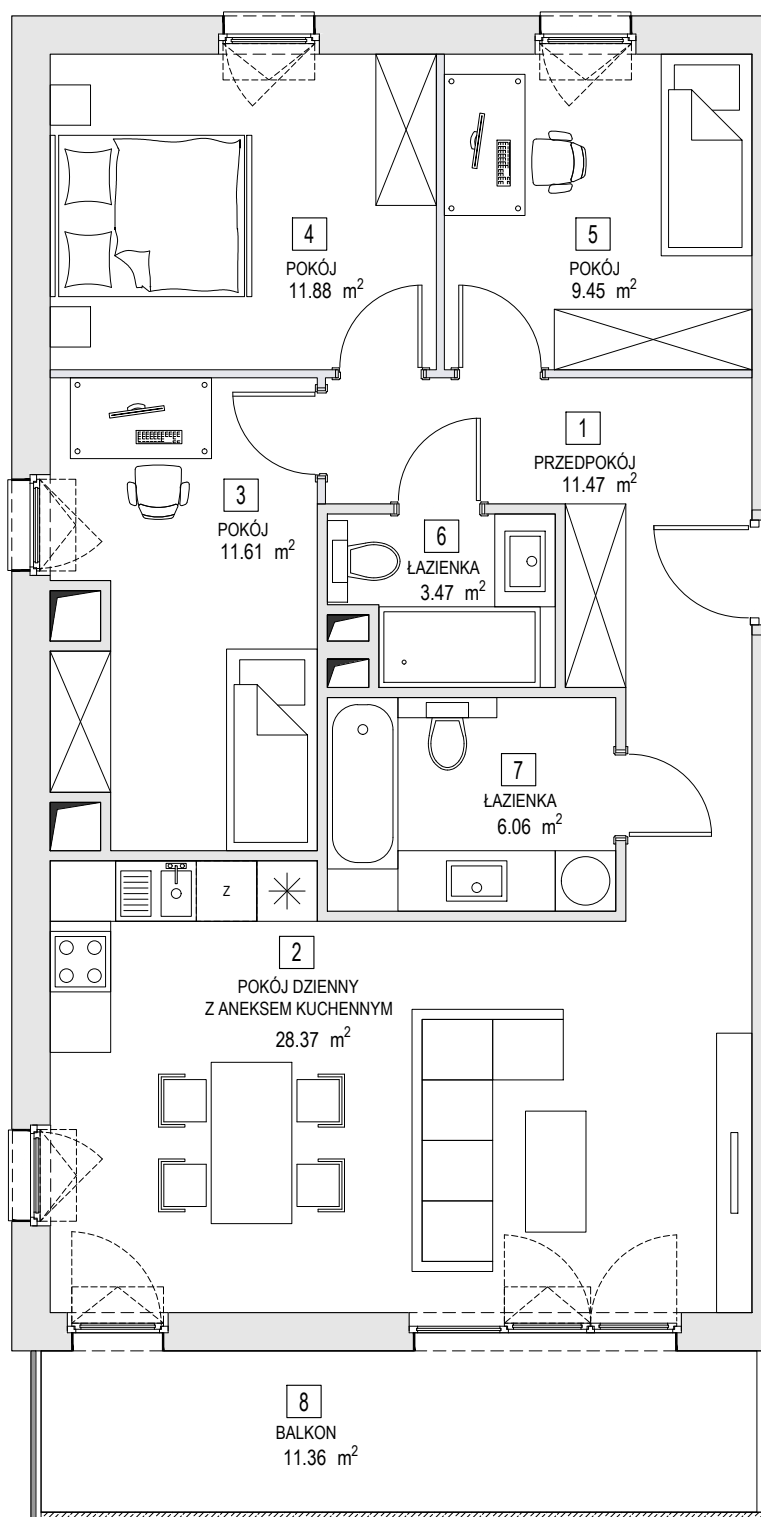 4
POKÓJ
11.88 m²
5
POKÓJ
9.45 m²
1
PRZEDPOKÓJ
11.47 m²
3
POKÓJ
11.61 m²
6
ŁAZIENKA
3.47 m²
7
ŁAZIENKA
6.06 m²
Z
2
POKÓJ DZIENNY
Z ANEKSEM KUCHENNYM
28.37 m²
8
BALKON
11.36 m²